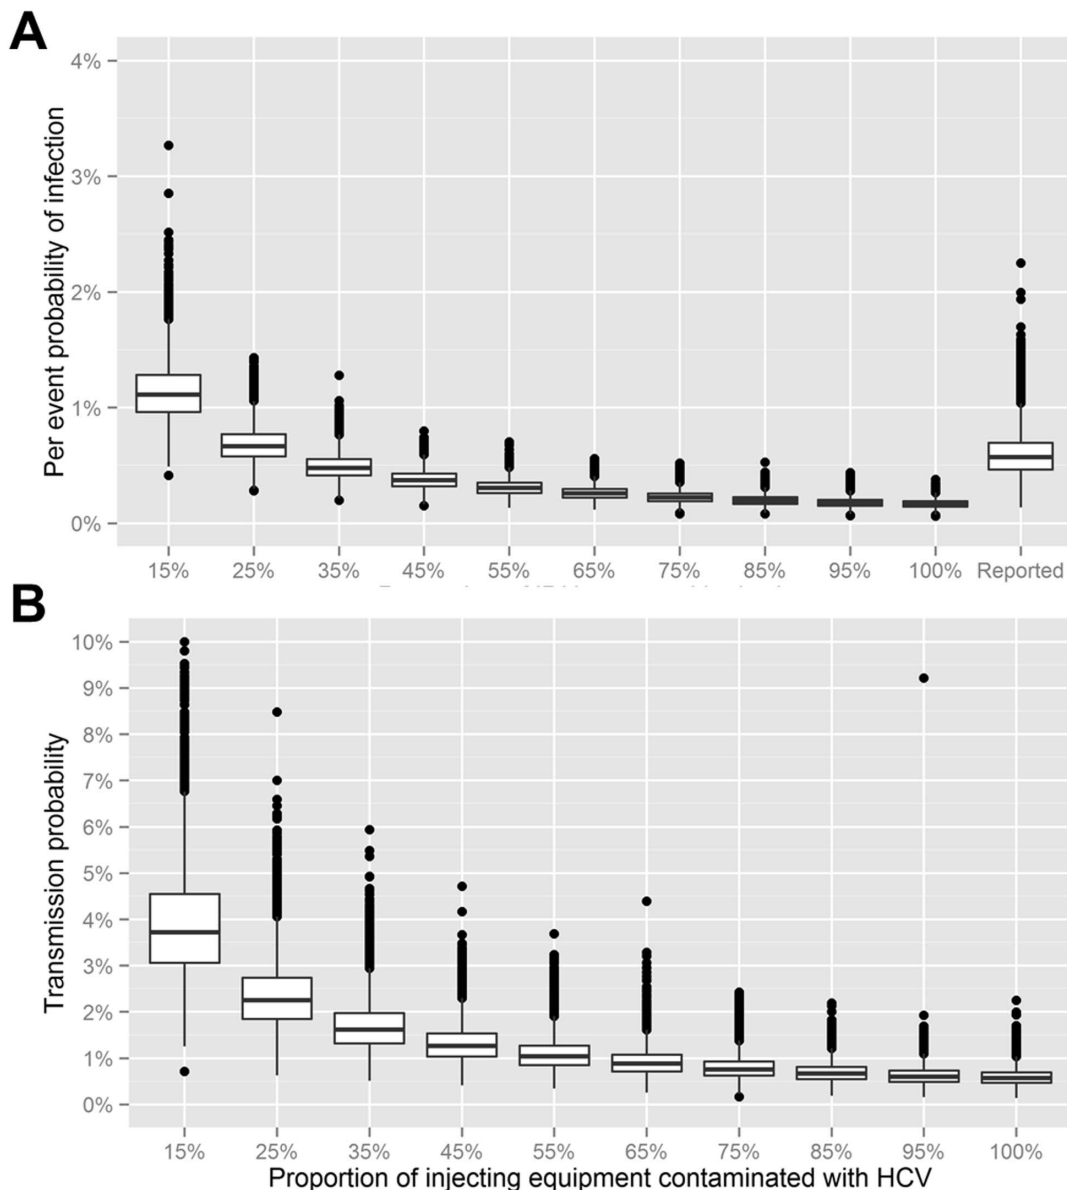 A
Per event probability of infection
4%
3%
2%
1%
0%
15% 25% 35% 45% 55% 65% 75% 85% 95% 100% Reported
B
Transmission probability
10%
9%
8%
7%
6%
5%
4%
3%
2%
1%
0%
15% 25% 35% 45% 55% 65% 75% 85% 95% 100%
Proportion of injecting equipment contaminated with HCV